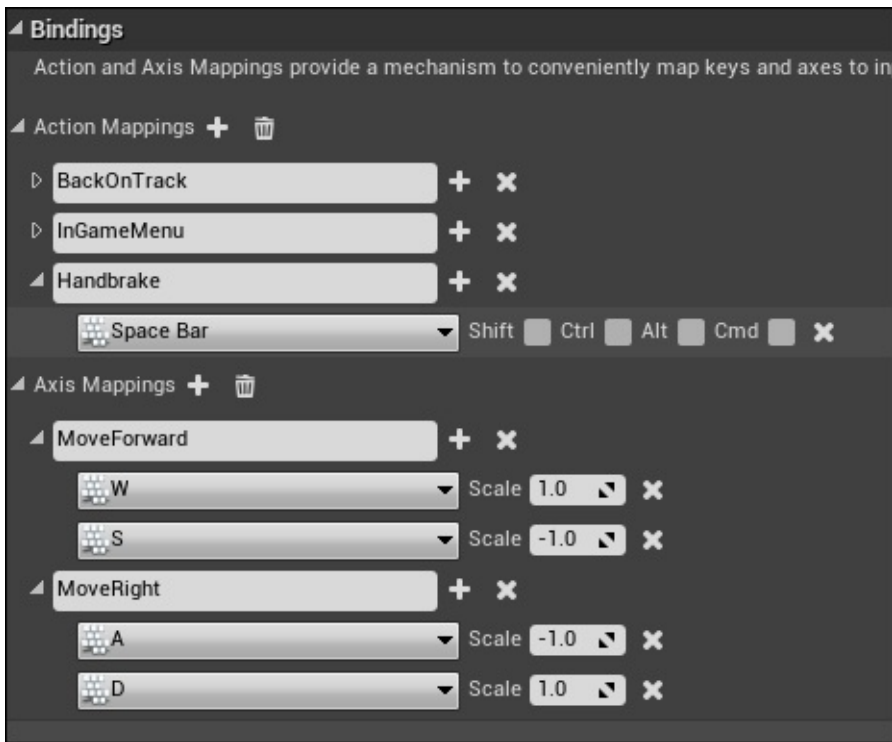 Bindings
Action and Axis Mappings provide a mechanism to conveniently map keys and axes to in
Action Mappings
BackOnTrack
InGameMenu
Handbrake
Space Bar Shift Ctrl Alt Cmd
Axis Mappings
MoveForward
W Scale 1.0
S Scale -1.0
MoveRight
A Scale -1.0
D Scale 1.0